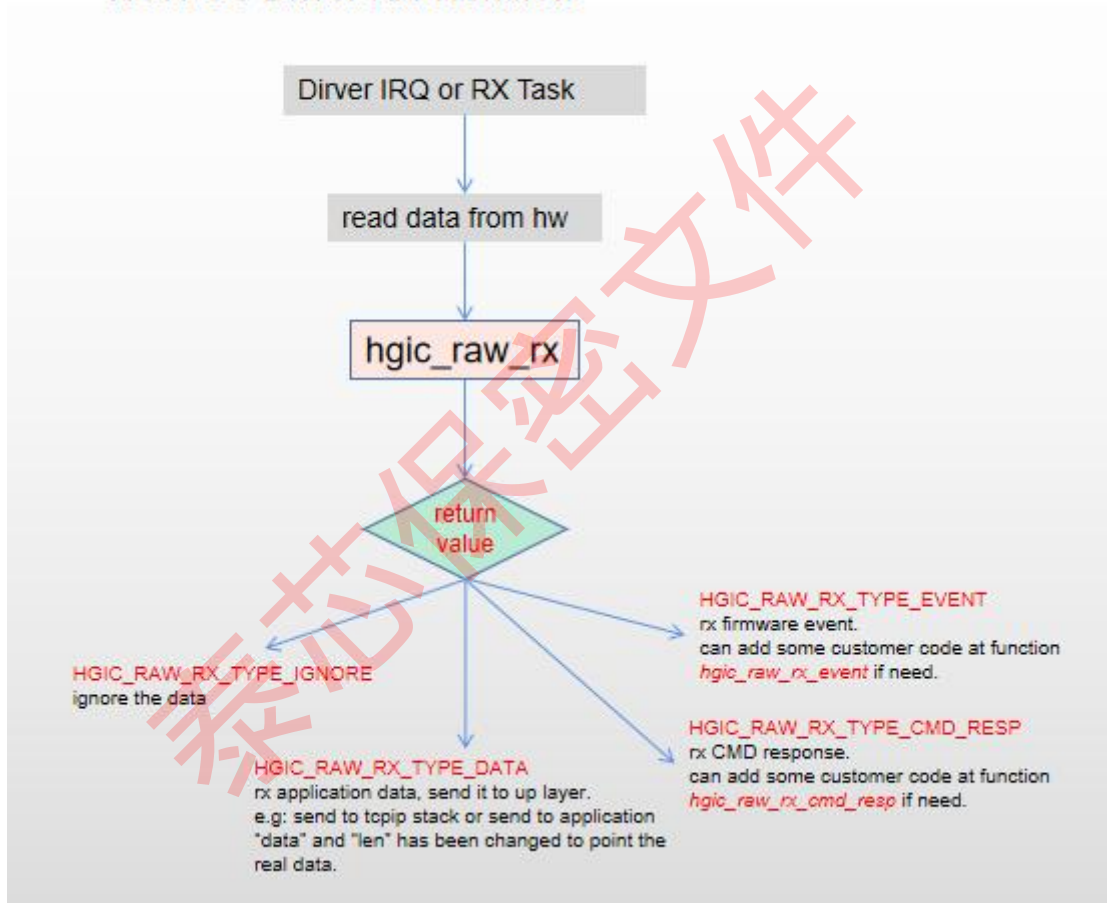 Dirver IRQ or RX Task
read data from hw
hgic_raw_rx
return
value
HGIC_RAW_RX_TYPE_IGNORE
ignore the data
HGIC_RAW_RX_TYPE_DATA
rx application data, send it to up layer.
e.g: send to tcpip stack or send to application
"data" and "len" has been changed to point the
real data.
HGIC_RAW_RX_TYPE_EVENT
rx firmware event.
can add some customer code at function
hgic_raw_rx_event if need.
HGIC_RAW_RX_TYPE_CMD_RESP
rx CMD response.
can add some customer code at function
hgic_raw_rx_cmd_resp if need.
泰芯保密文件